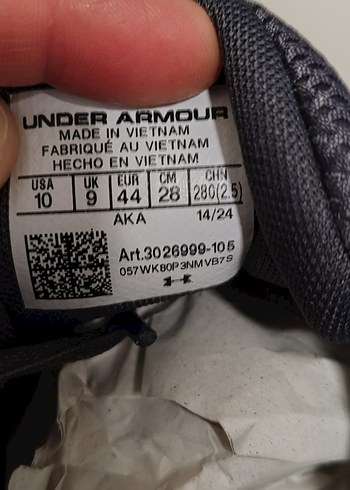 UNDER ARMOUR
MADE IN VIETNAM
FABRIQUÉ AU VIETNAM
HECHO EN VIETNAM
USA UK EUR CM CHN
10 9 44 28 280(2.5)
AKA 14/24
Art.3026999-105
057WK80P3NMVB7S